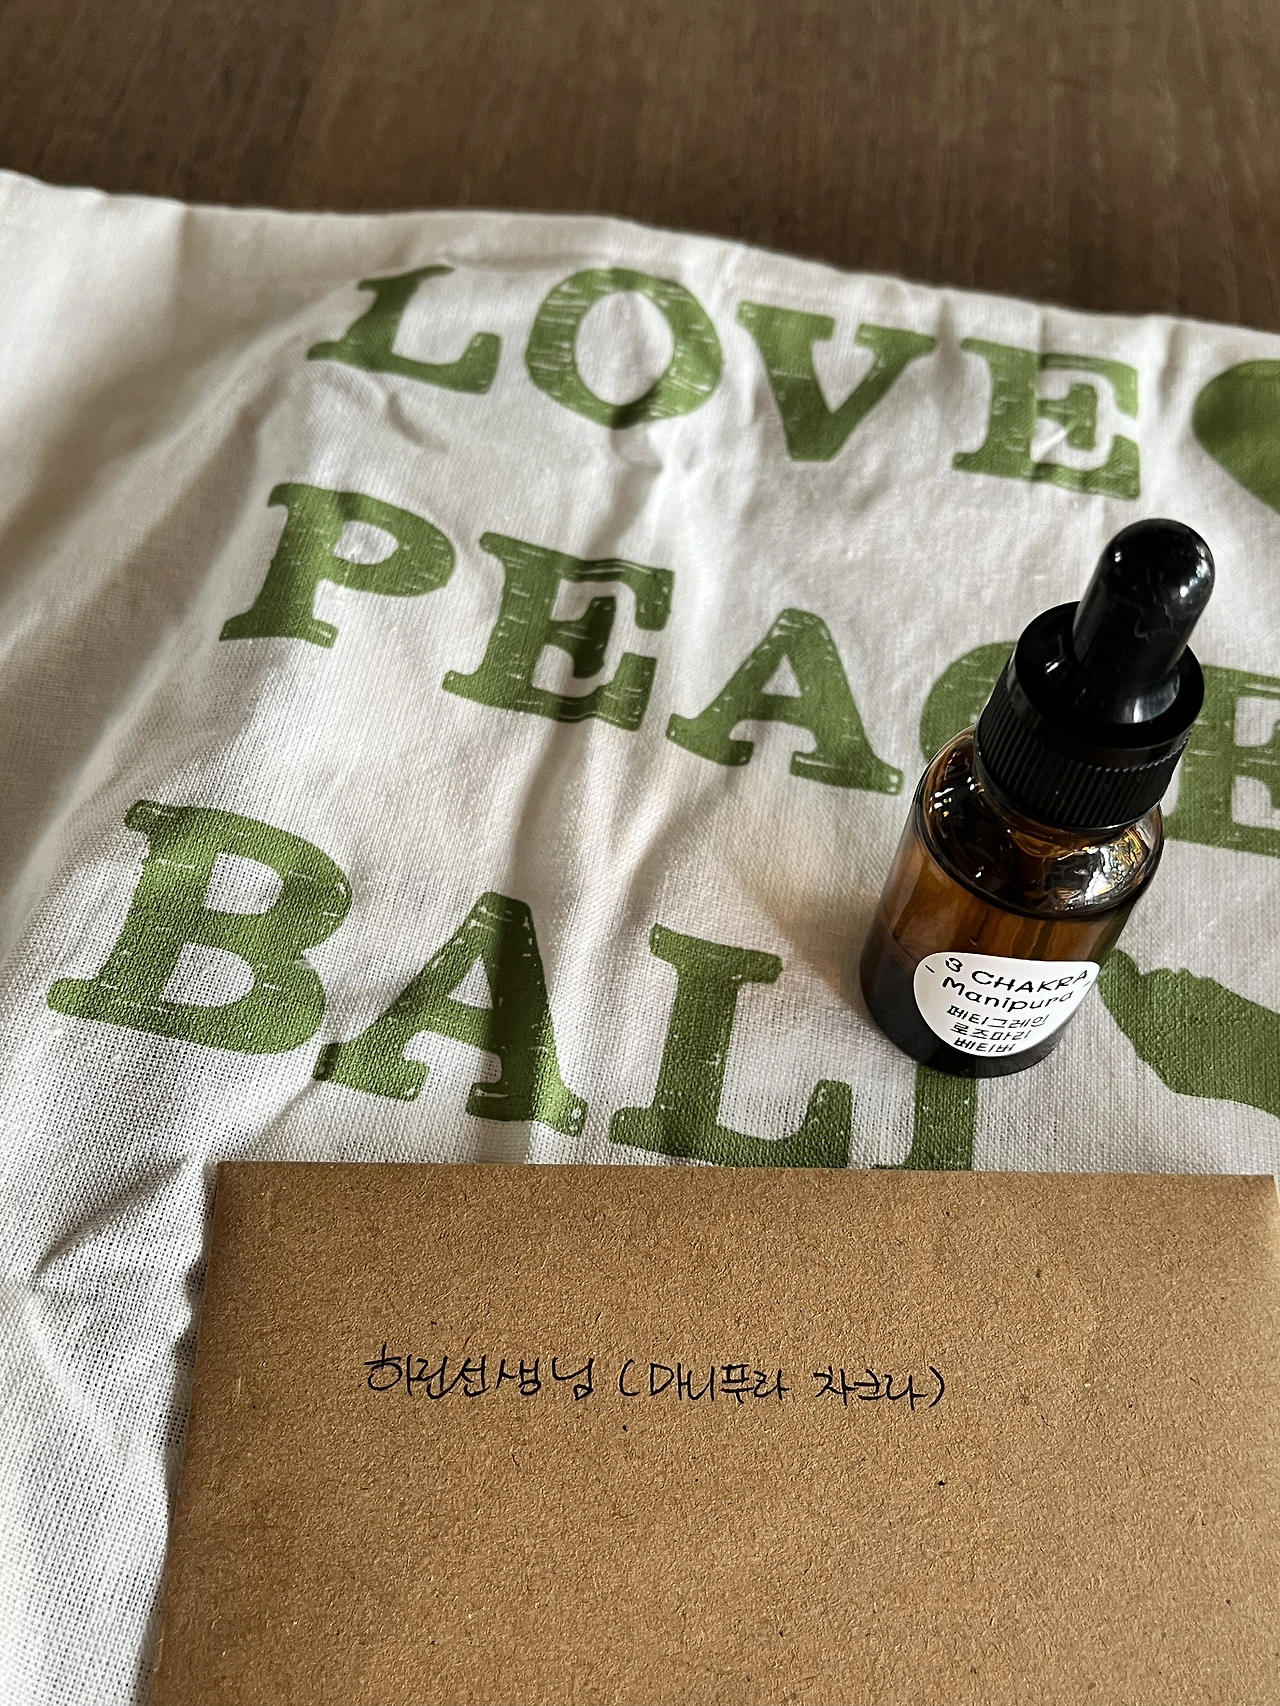 LOVE
PEACE
BALI
3 CHAKRA
Manipura
페티그레인
로즈마리
베티버
하린선생님 (마니푸라 차크라)